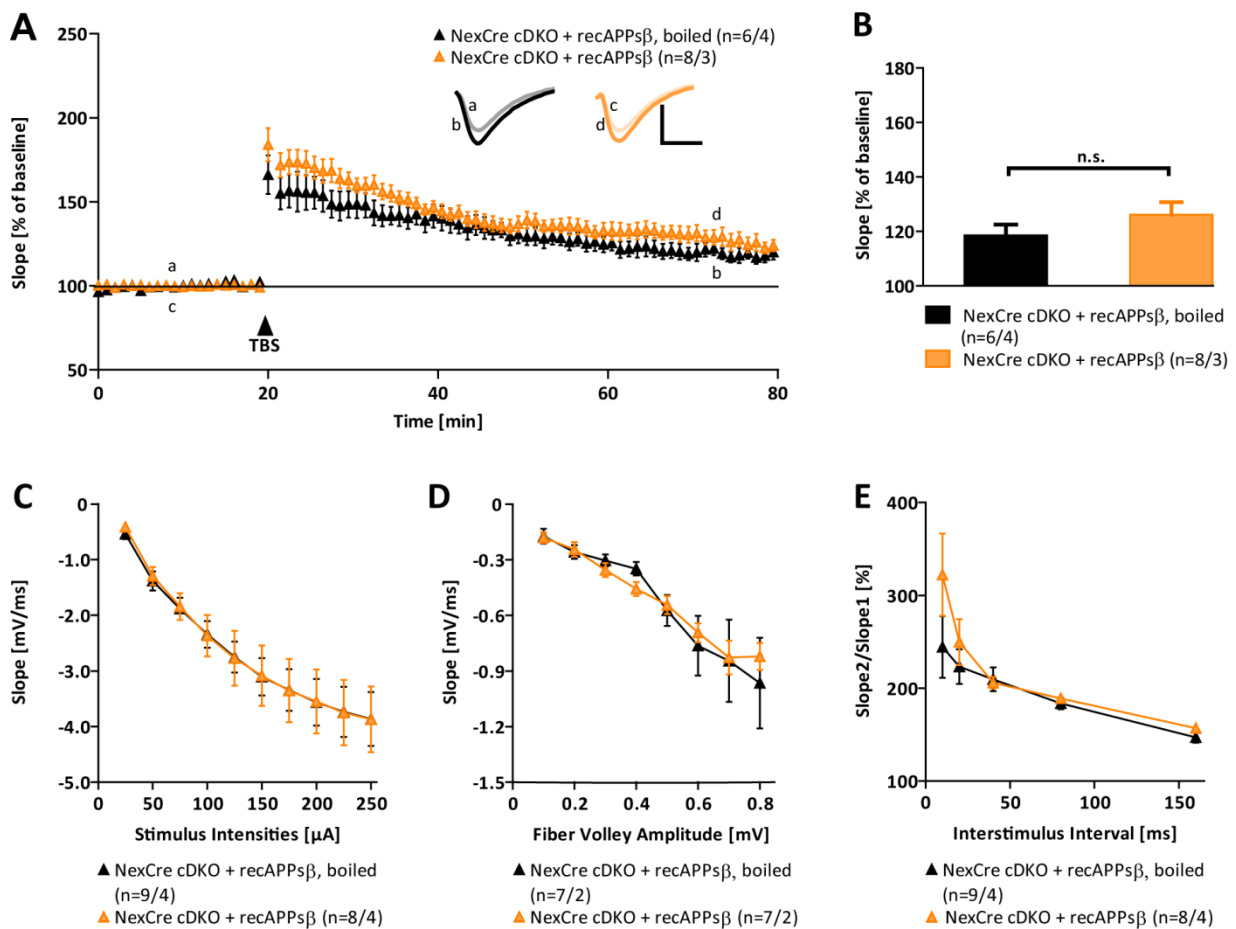 A
250
200
150
100
50
Slope [% of baseline]
NexCre cDKO + recAPPsβ, boiled (n=6/4)
NexCre cDKO + recAPPsβ (n=8/3)
a
b
c
d
a
c
d
b
TBS
0
20
40
60
80
Time [min]
B
180
160
140
120
100
Slope [% of baseline]
n.s.
NexCre cDKO + recAPPsβ, boiled
(n=6/4)
NexCre cDKO + recAPPsβ (n=8/3)
C
0
-1.0
-2.0
-3.0
-4.0
-5.0
Slope [mV/ms]
0
50
100
150
200
250
Stimulus Intensities [µA]
NexCre cDKO + recAPPsβ, boiled
(n=9/4)
NexCre cDKO + recAPPsβ (n=8/4)
D
0
-0.3
-0.6
-0.9
-1.2
-1.5
Slope [mV/ms]
0
0.2
0.4
0.6
0.8
Fiber Volley Amplitude [mV]
NexCre cDKO + recAPPsβ, boiled
(n=7/2)
NexCre cDKO + recAPPsβ (n=7/2)
E
400
300
200
100
Slope2/Slope1 [%]
0
50
100
150
Interstimulus Interval [ms]
NexCre cDKO + recAPPsβ, boiled
(n=9/4)
NexCre cDKO + recAPPsβ (n=8/4)